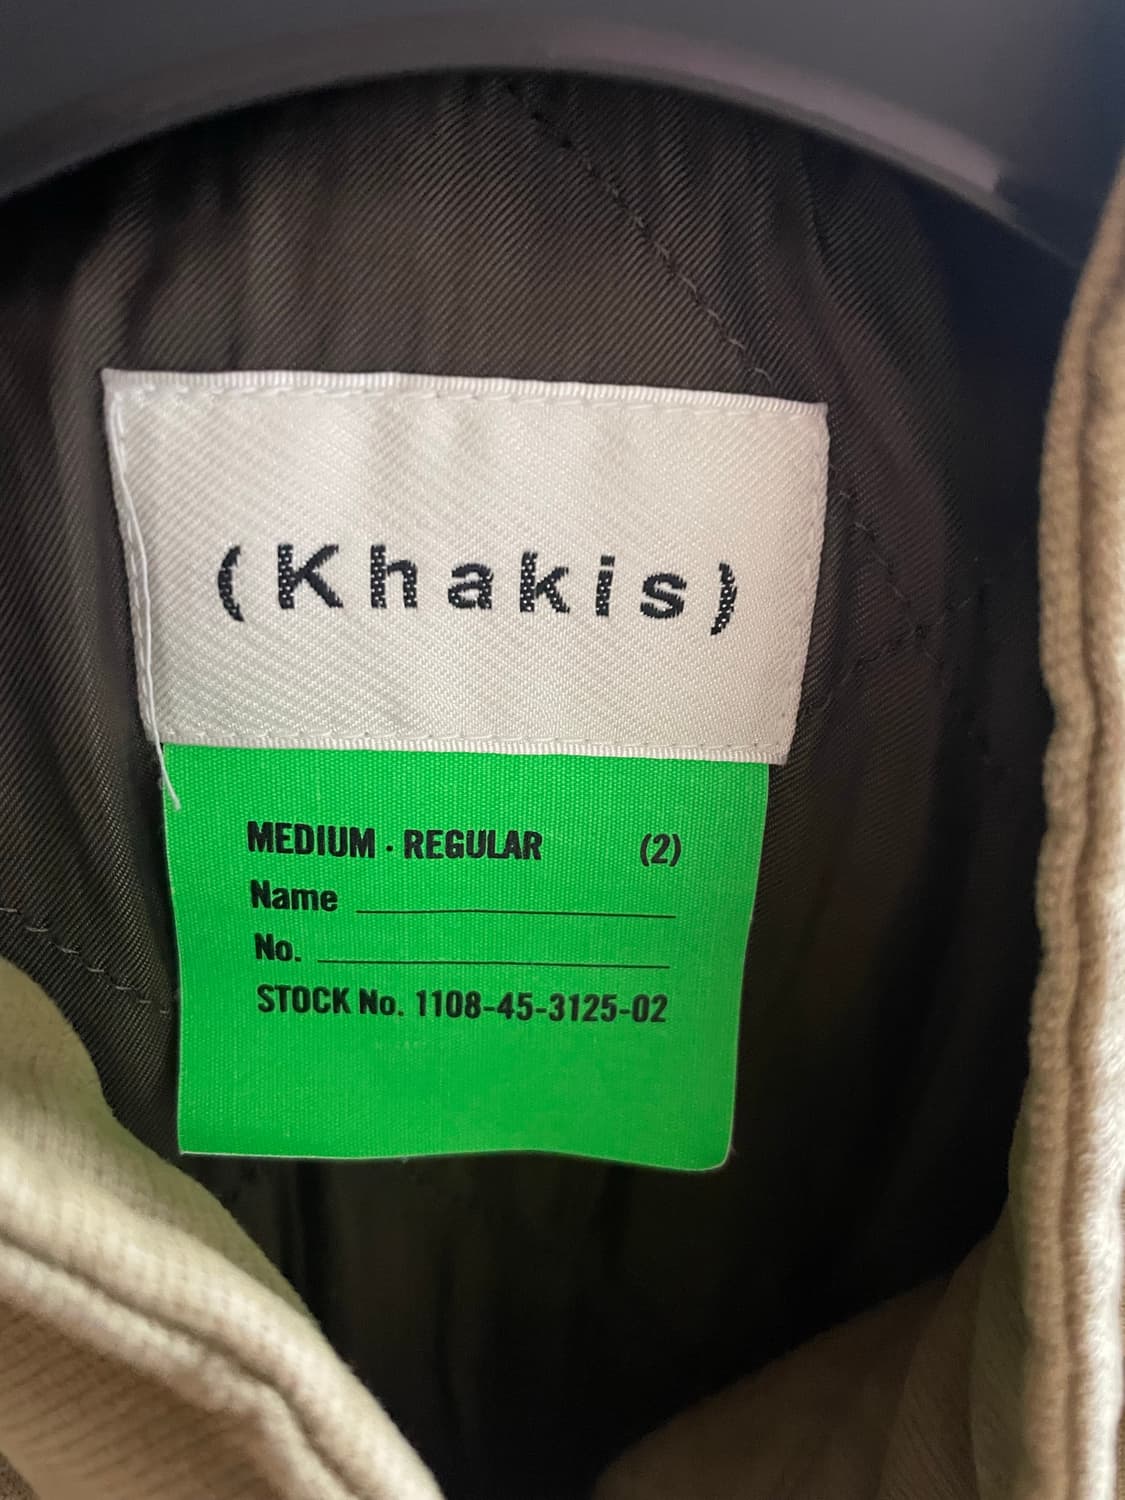 (Khakis)
MEDIUM · REGULAR (2)
Name
No.
STOCK No. 1108-45-3125-02